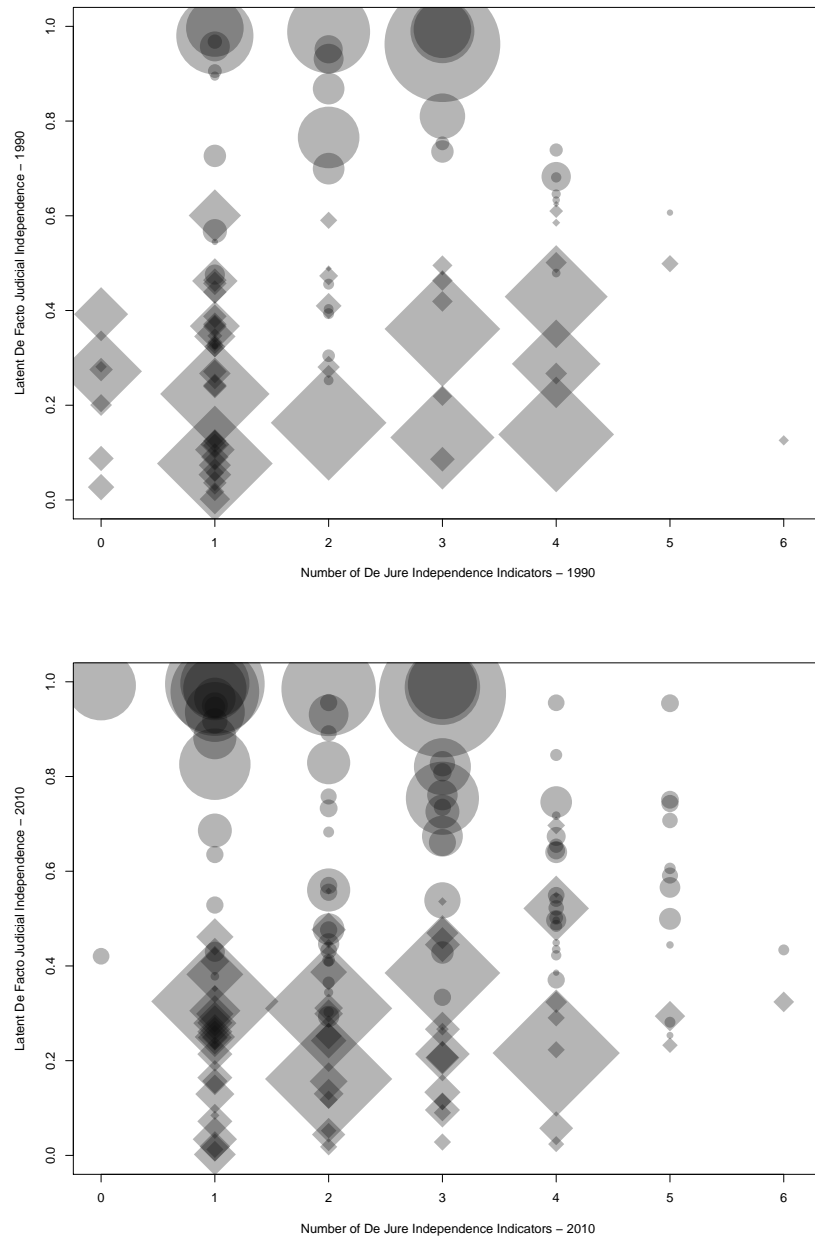 1.0
0.8
0.6
0.4
0.2
0.0
Latent De Facto Judicial Independence – 1990
0 1 2 3 4 5 6
Number of De Jure Independence Indicators – 1990
1.0
0.8
0.6
0.4
0.2
0.0
Latent De Facto Judicial Independence – 2010
0 1 2 3 4 5 6
Number of De Jure Independence Indicators – 2010